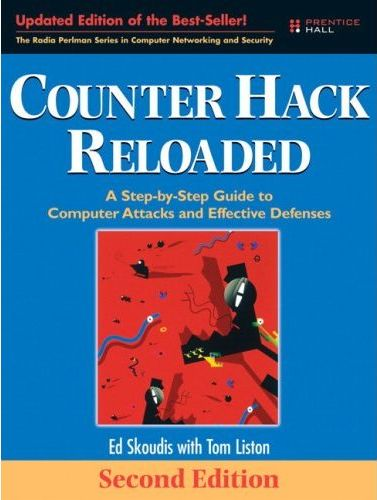 Updated Edition of the Best-Seller!
The Radia Perlman Series in Computer Networking and Security
PRENTICE
HALL
COUNTER HACK
RELOADED
A Step-by-Step Guide to
Computer Attacks and Effective Defenses
Ed Skoudis with Tom Liston
Second Edition